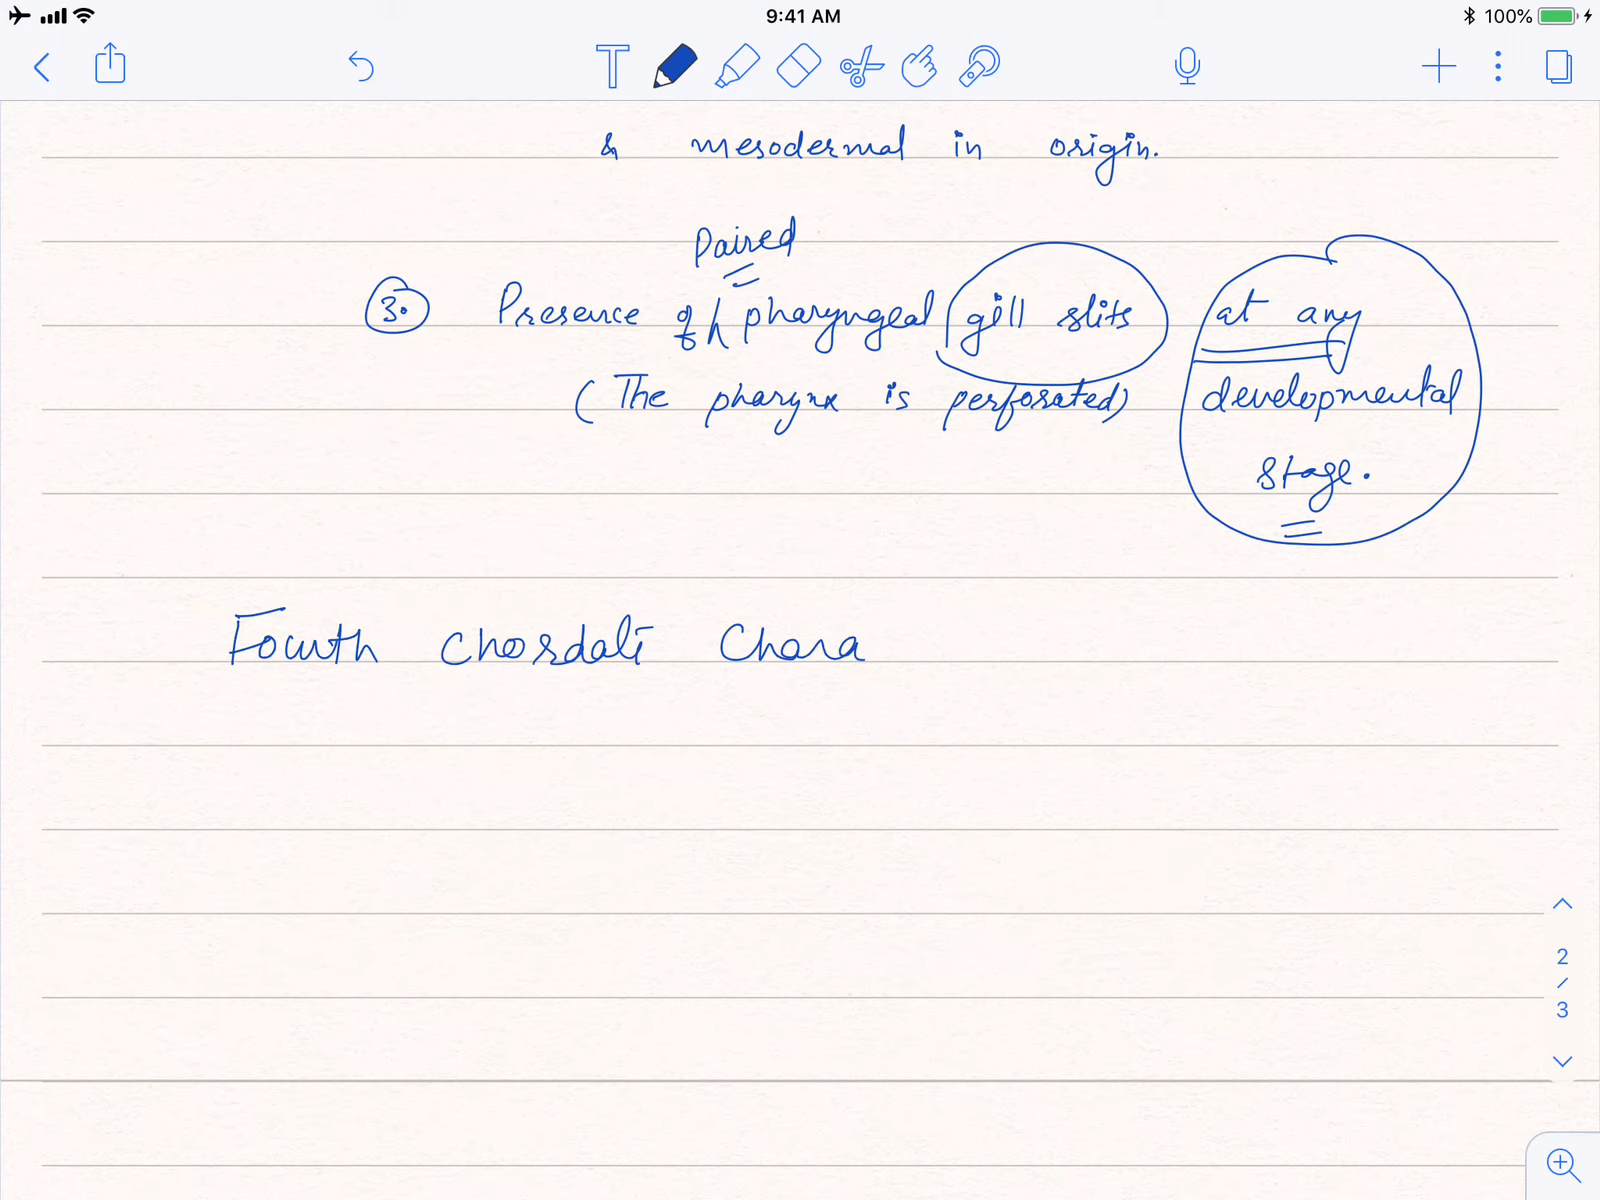 9:41 AM
100%
& mesodermal in origin.
Paired
3. Presence of pharyngeal gill slits at any
(The pharynx is perforated) developmental
stage.
Fourth Chordati Chara
2
/
3